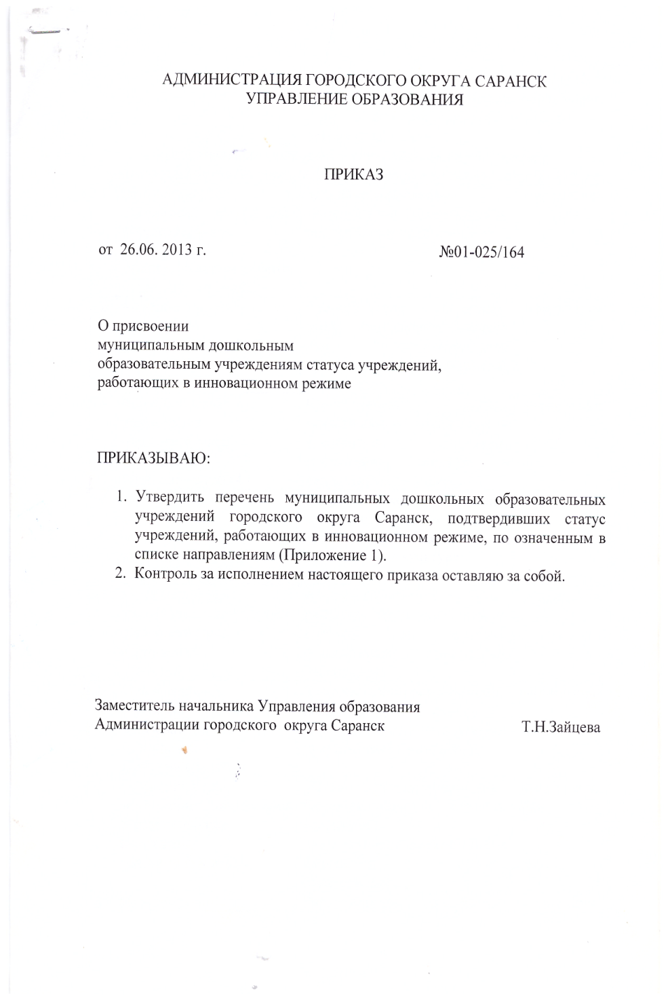 АДМИНИСТРАЦИЯ ГОРОДСКОГО ОКРУГА САРАНСК
УПРАВЛЕНИЕ ОБРАЗОВАНИЯ
ПРИКАЗ
от 26.06. 2013 г. №01-025/164
О присвоении
муниципальным дошкольным
образовательным учреждениям статуса учреждений,
работающих в инновационном режиме
ПРИКАЗЫВАЮ:
1. Утвердить перечень муниципальных дошкольных образовательных
учреждений городского округа Саранск, подтвердивших статус
учреждений, работающих в инновационном режиме, по означенным в
списке направлениям (Приложение 1).
2. Контроль за исполнением настоящего приказа оставляю за собой.
Заместитель начальника Управления образования
Администрации городского округа Саранск Т.Н.Зайцева